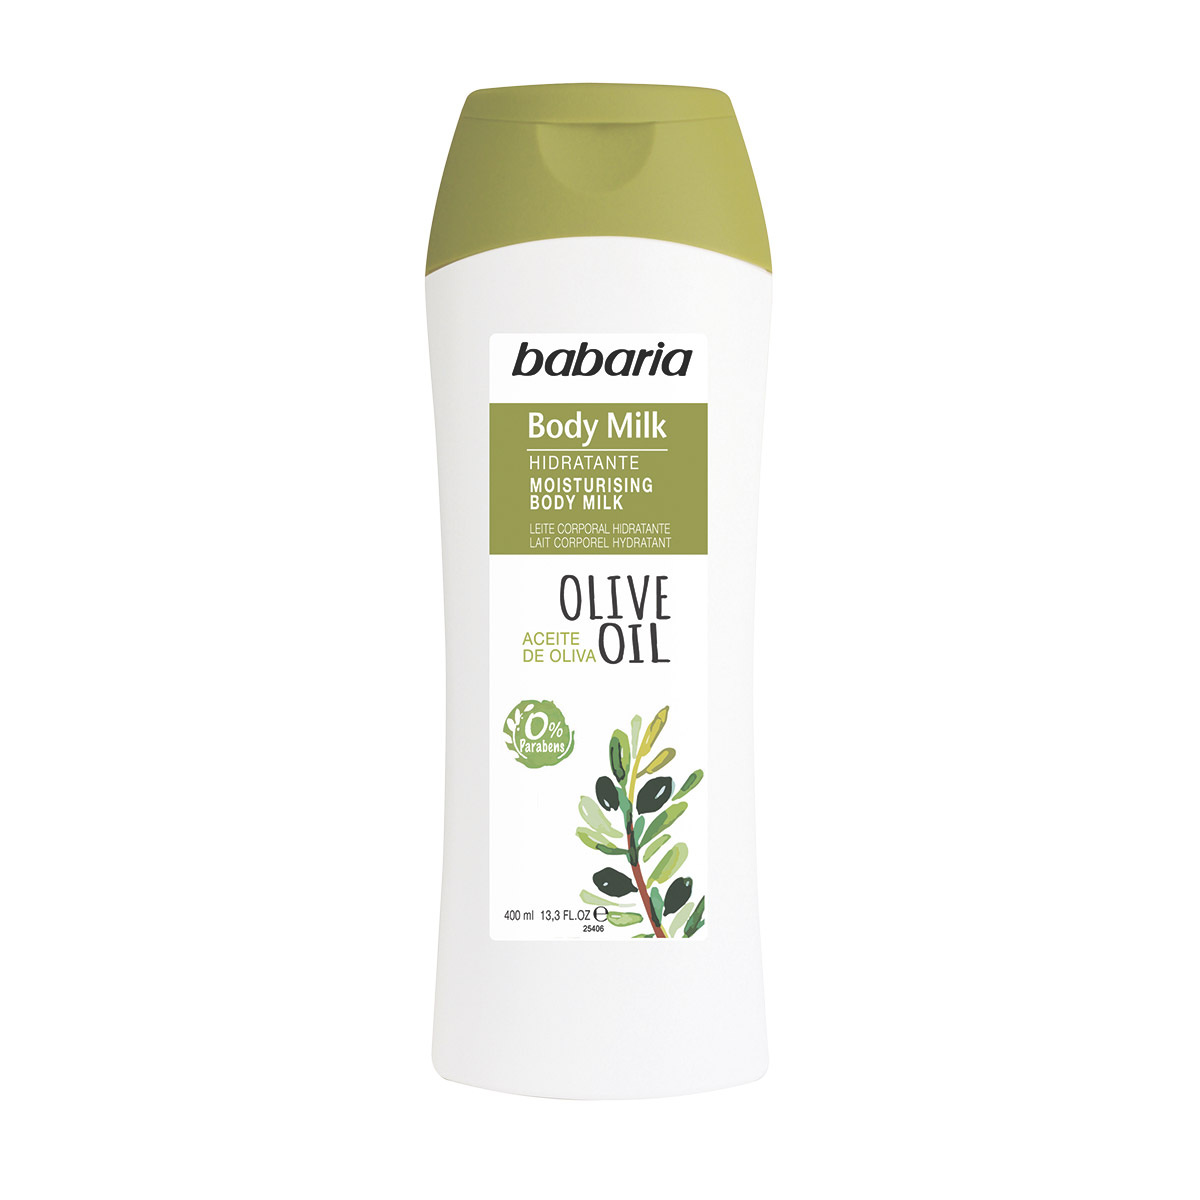 babaria
Body Milk
HIDRATANTE
MOISTURISING
BODY MILK
LEITE CORPORAL HIDRATANTE
LAIT CORPOREL HYDRATANT
OLIVE
OIL
ACEITE
DE OLIVA
0%
Parabens
400 ml 13,3 FL.OZ ℮
25406